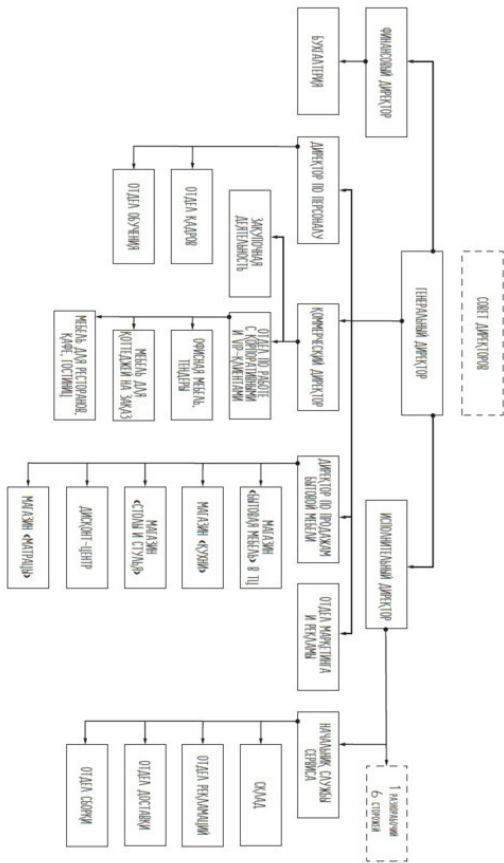 СОВЕТ ДИРЕКТОРОВ
ГЕНЕРАЛЬНЫЙ ДИРЕКТОР
ФИНАНСОВЫЙ ДИРЕКТОР
ИСПОЛНИТЕЛЬНЫЙ ДИРЕКТОР
1 РАЗНОРАБОЧИЙ
6 СТОРОЖЕЙ
БУХГАЛТЕРИЯ
ДИРЕКТОР ПО ПЕРСОНАЛУ
КОММЕРЧЕСКИЙ ДИРЕКТОР
ДИРЕКТОР ПО ПРОДАЖАМ
БЫТОВОЙ МЕБЕЛИ
ОТДЕЛ МАРКЕТИНГА
И РЕКЛАМЫ
НАЧАЛЬНИК СЛУЖБЫ
СЕРВИСА
ОТДЕЛ КАДРОВ
ОТДЕЛ ОБУЧЕНИЯ
ЗАКУПОЧНАЯ
ДЕЯТЕЛЬНОСТЬ
ОТДЕЛ ПО РАБОТЕ
С КОРПОРАТИВНЫМИ
И VIP-КЛИЕНТАМИ
ОФИСНАЯ МЕБЕЛЬ,
ТЕНДЕРЫ
МЕБЕЛЬ ДЛЯ
КОТТЕДЖЕЙ НА ЗАКАЗ
МЕБЕЛЬ ДЛЯ РЕСТОРАНОВ,
КАФЕ, ГОСТИНИЦ
МАГАЗИН
«БЫТОВАЯ МЕБЕЛЬ» В ТЦ
МАГАЗИН «КУХНИ»
МАГАЗИН
«СТОЛЫ И СТУЛЬЯ»
ДИСКОНТ-ЦЕНТР
МАГАЗИН «МАТРАЦЫ»
СКЛАД
ОТДЕЛ РЕКЛАМАЦИЙ
ОТДЕЛ ДОСТАВКИ
ОТДЕЛ СБОРКИ